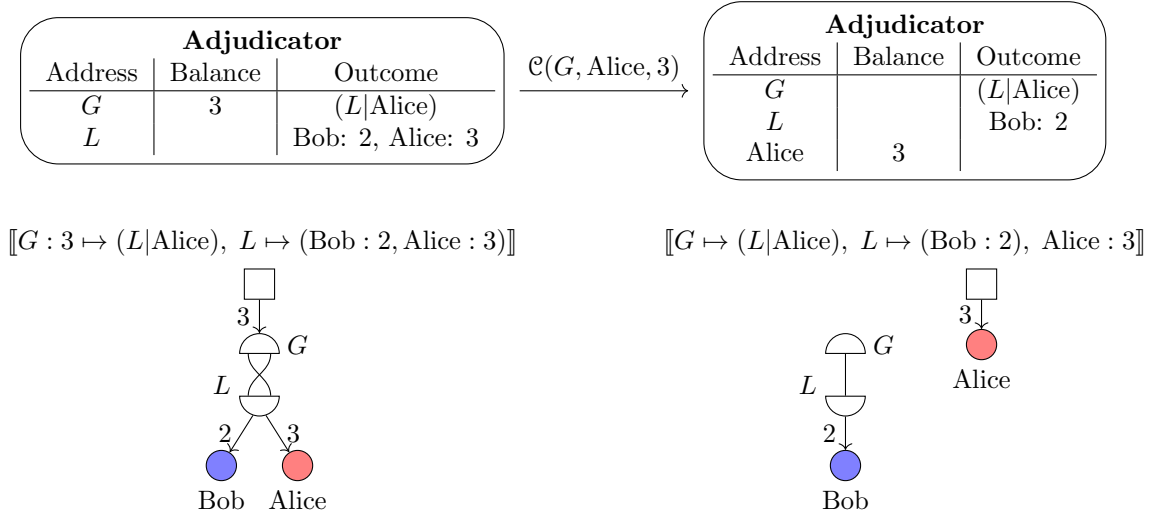 Adjudicator
Address Balance Outcome
G 3 (L|Alice)
L Bob: 2, Alice: 3
𝒞(G, Alice, 3)
Adjudicator
Address Balance Outcome
G (L|Alice)
L Bob: 2
Alice 3
⟦G : 3 ↦ (L|Alice), L ↦ (Bob : 2, Alice : 3)⟧
3
G
L
2 3
Bob Alice
⟦G ↦ (L|Alice), L ↦ (Bob : 2), Alice : 3⟧
3
G
Alice
L
2
Bob